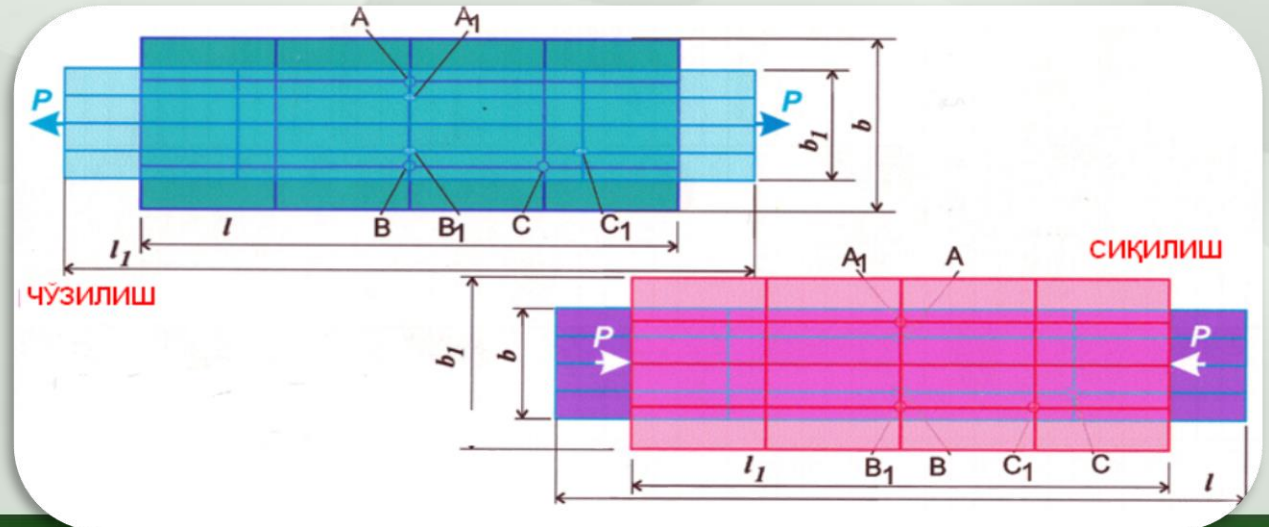 A A₁
P P
b₁ b
l B B₁ C C₁
l₁
ЧЎЗИЛИШ
СИҚИЛИШ
A₁ A
b₁ b P P
l₁ B₁ B C₁ C l